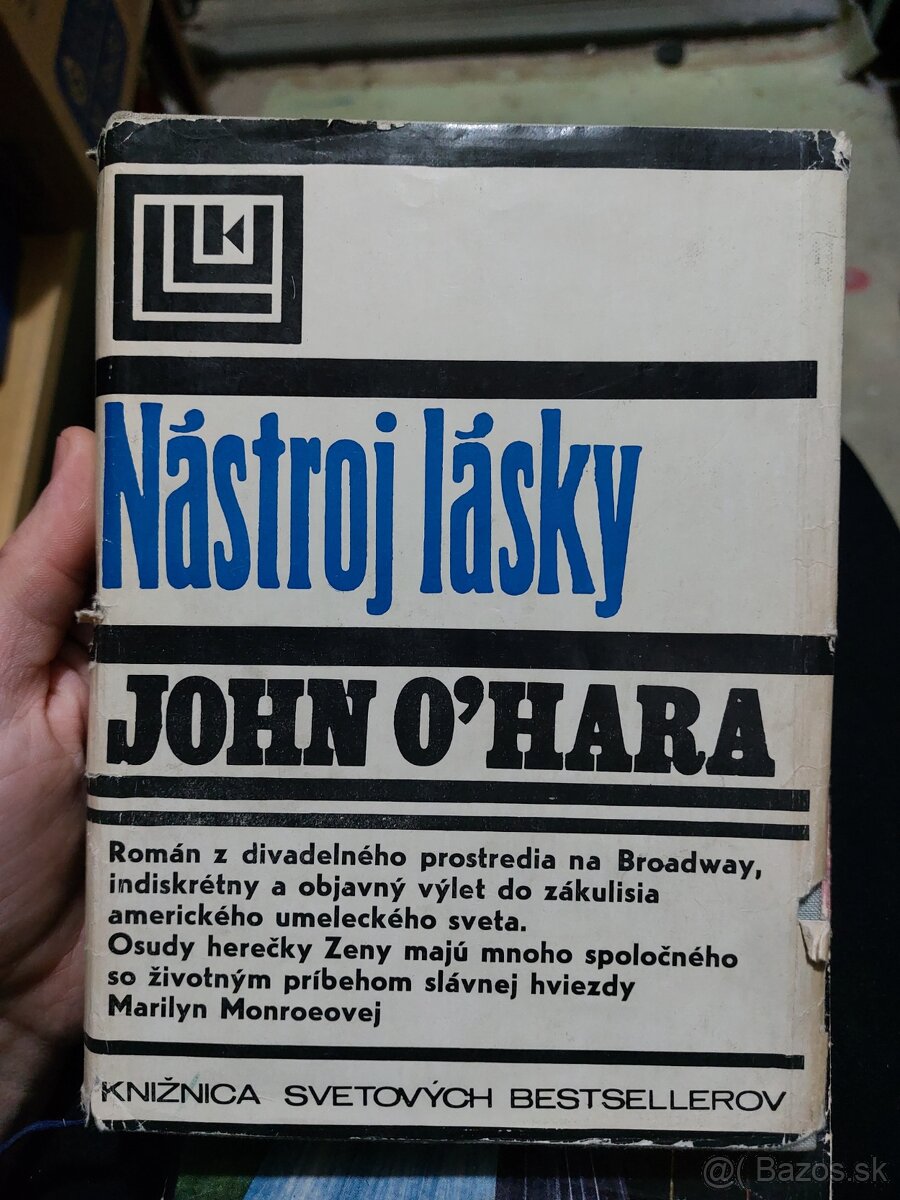 Nástroj lásky
JOHN O'HARA
Román z divadelného prostredia na Broadway,
indiskrétny a objavný výlet do zákulisia
amerického umeleckého sveta.
Osudy herečky Zeny majú mnoho spoločného
so životným príbehom slávnej hviezdy
Marilyn Monroeovej
KNIŽNICA SVETOVÝCH BESTSELLEROV
@( Bazos.sk